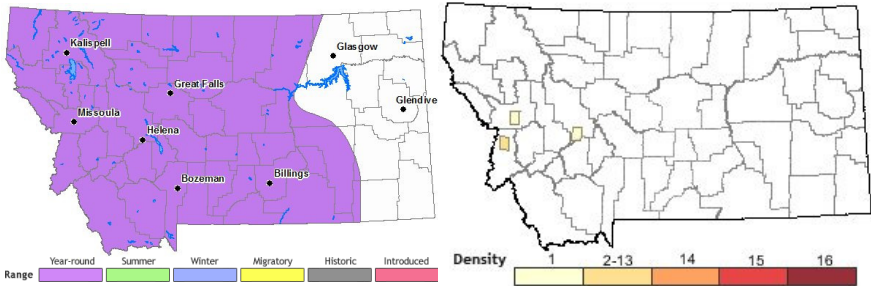 Kalispell
Glasgow
Great Falls
Glendive
Missoula
Helena
Bozeman
Billings
Range
Year-round
Summer
Winter
Migratory
Historic
Introduced
Density
1
2-13
14
15
16